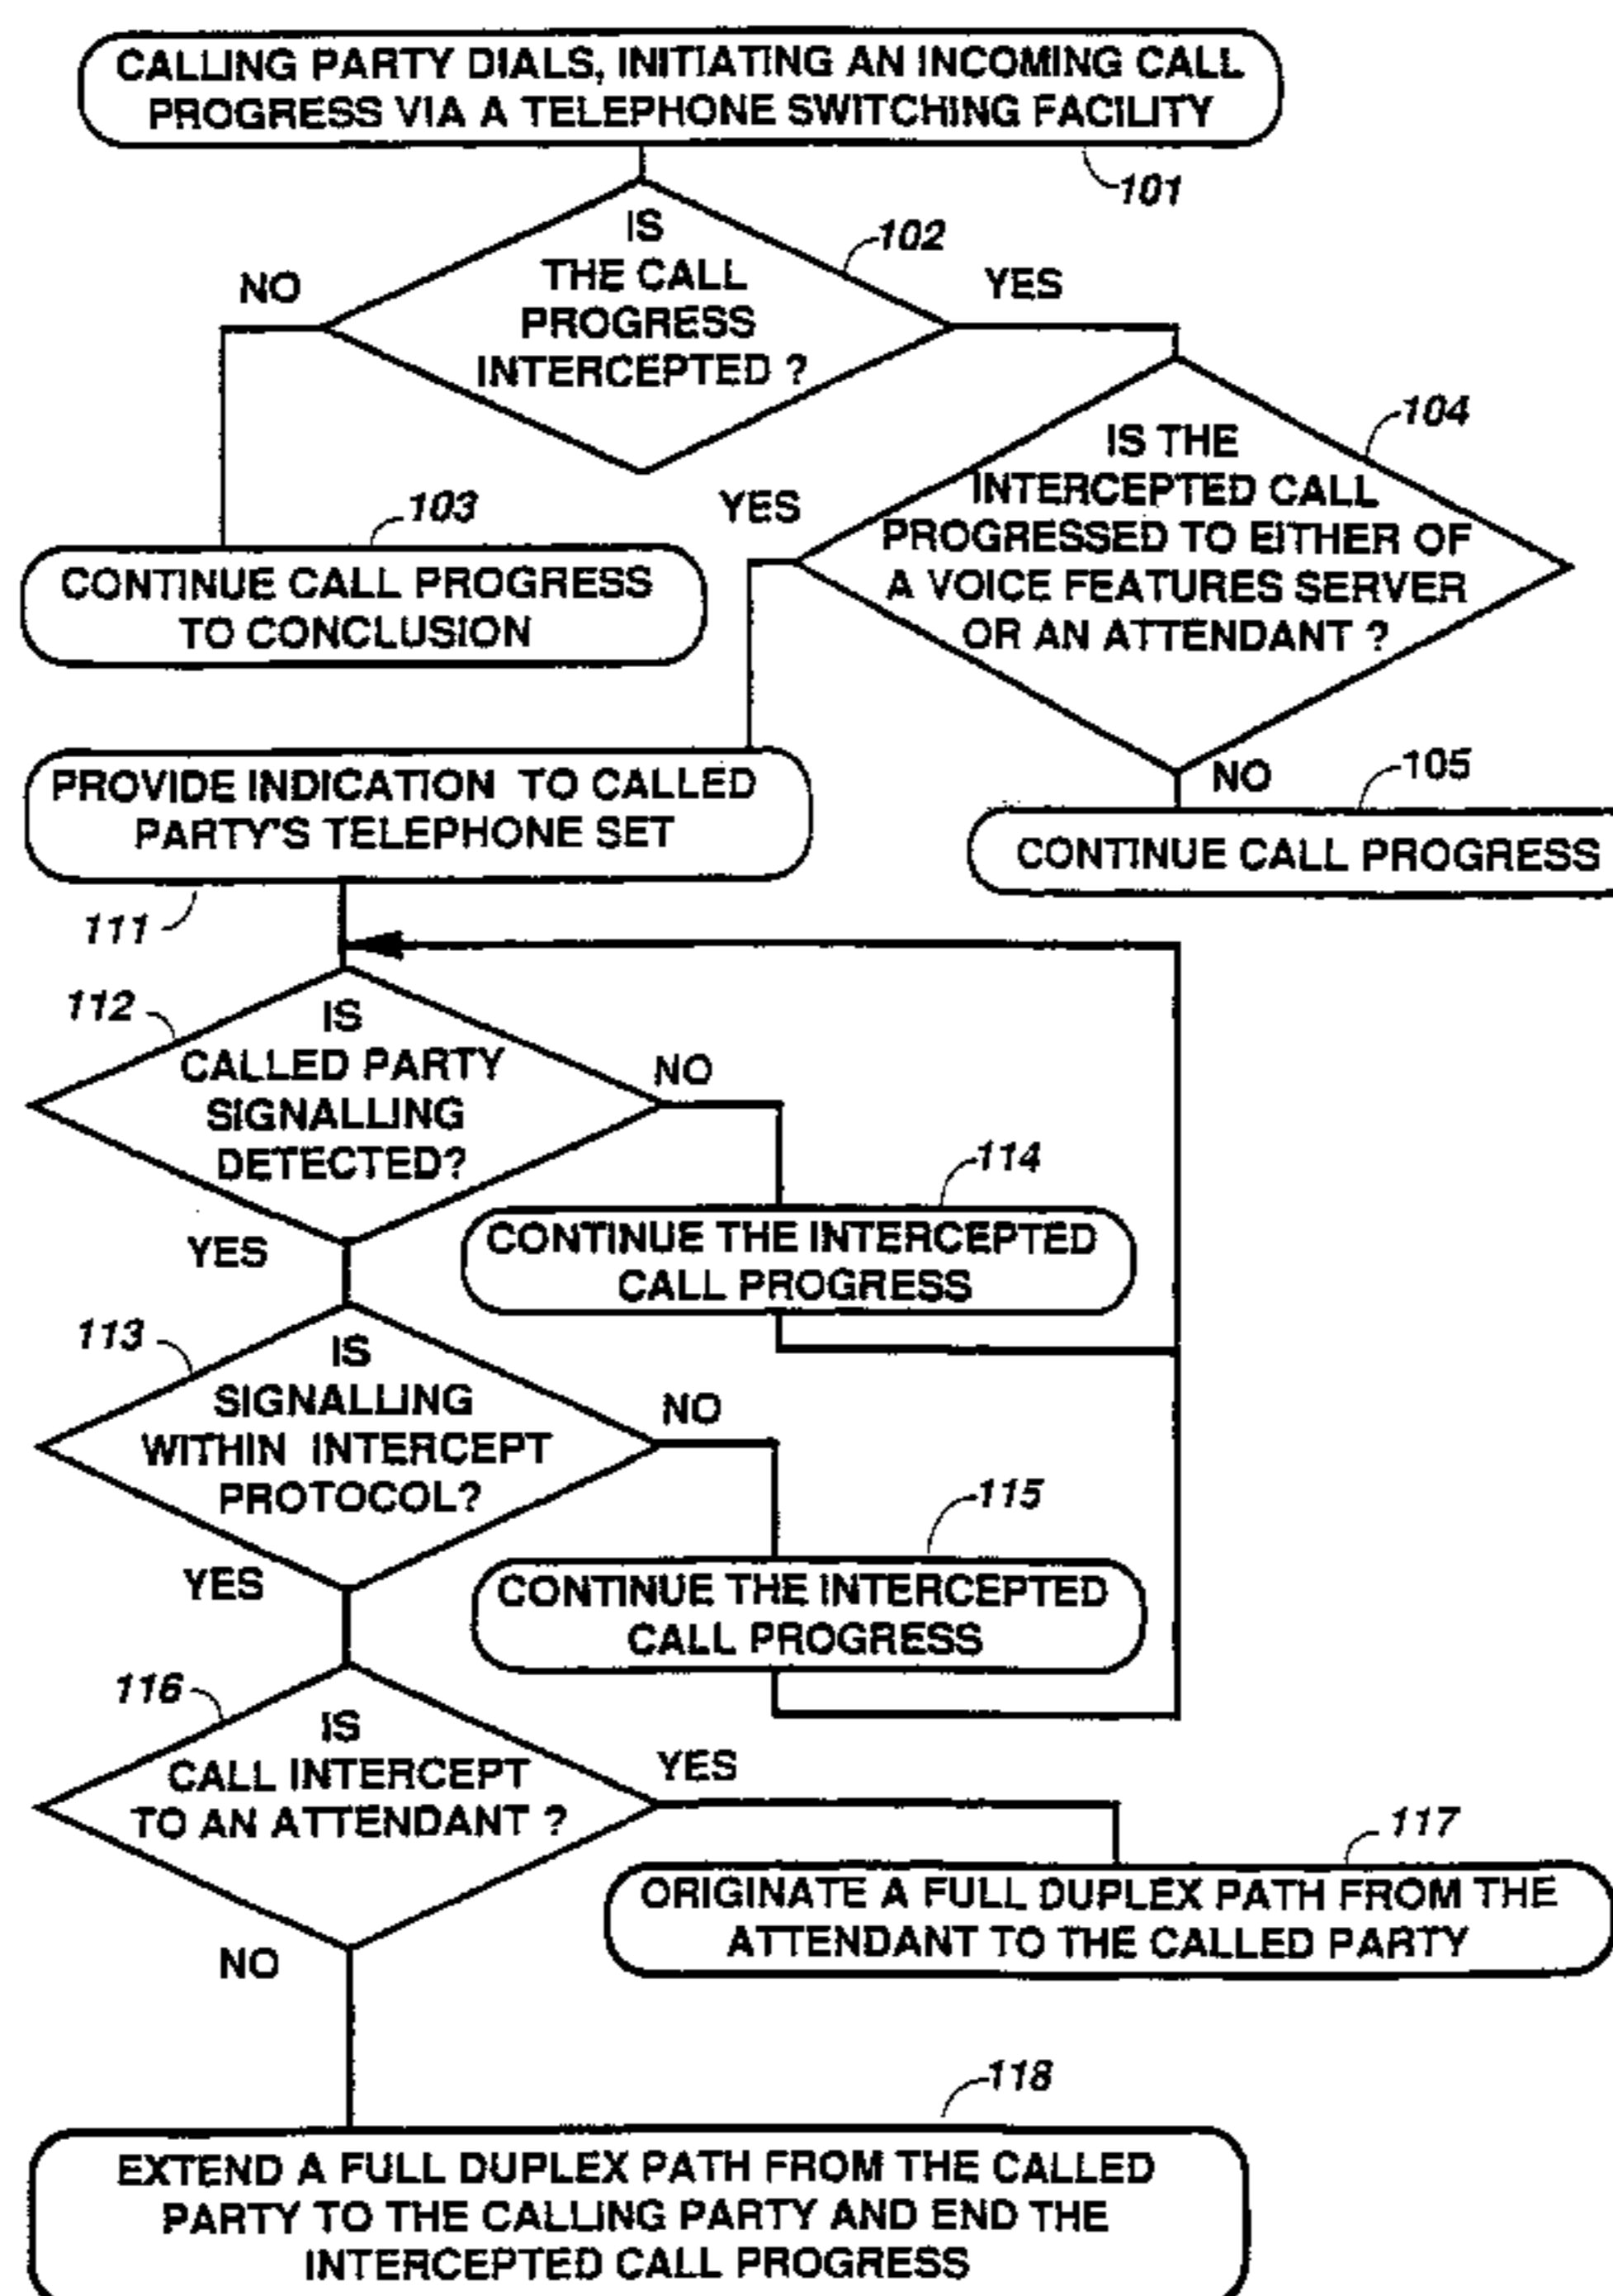 CALLING PARTY DIALS, INITIATING AN INCOMING CALL
PROGRESS VIA A TELEPHONE SWITCHING FACILITY
101
IS
THE CALL
PROGRESS
INTERCEPTED ?
102
NO
YES
103
CONTINUE CALL PROGRESS
TO CONCLUSION
104
IS THE
INTERCEPTED CALL
PROGRESSED TO EITHER OF
A VOICE FEATURES SERVER
OR AN ATTENDANT ?
YES
NO
105
CONTINUE CALL PROGRESS
PROVIDE INDICATION TO CALLED
PARTY'S TELEPHONE SET
111
112
IS
CALLED PARTY
SIGNALLING
DETECTED?
NO
YES
114
CONTINUE THE INTERCEPTED
CALL PROGRESS
113
IS
SIGNALLING
WITHIN INTERCEPT
PROTOCOL?
NO
YES
115
CONTINUE THE INTERCEPTED
CALL PROGRESS
116
IS
CALL INTERCEPT
TO AN ATTENDANT ?
YES
NO
117
ORIGINATE A FULL DUPLEX PATH FROM THE
ATTENDANT TO THE CALLED PARTY
118
EXTEND A FULL DUPLEX PATH FROM THE CALLED
PARTY TO THE CALLING PARTY AND END THE
INTERCEPTED CALL PROGRESS